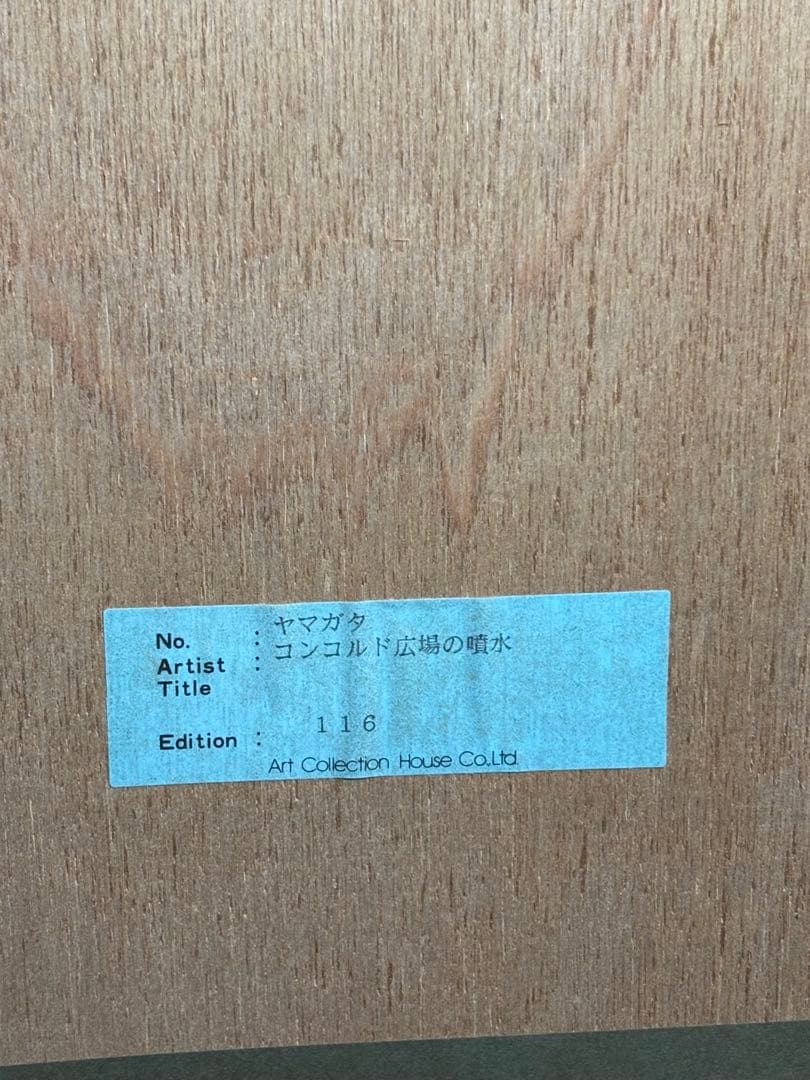 No. : ヤマガタ
Artist : コンコルド広場の噴水
Title
Edition : 116
Art Collection House Co.,Ltd.